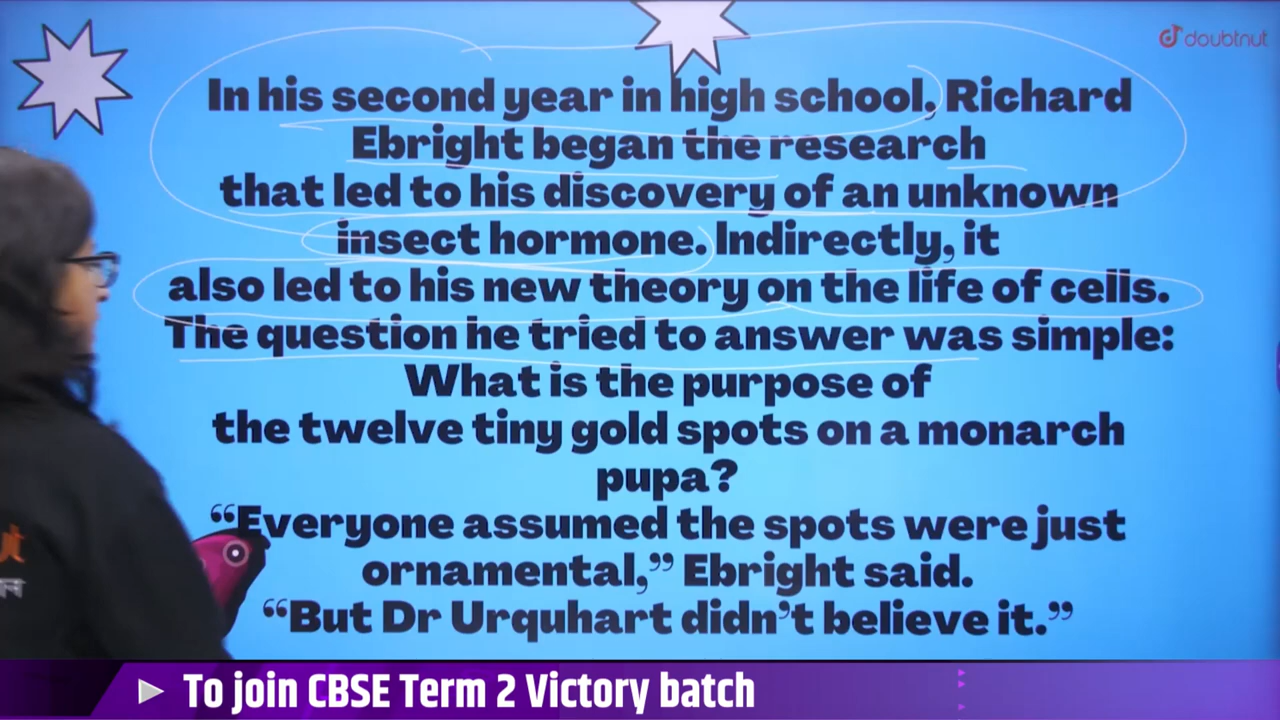 doubtnut
In his second year in high school, Richard
Ebright began the research
that led to his discovery of an unknown
insect hormone. Indirectly, it
also led to his new theory on the life of cells.
The question he tried to answer was simple:
What is the purpose of
the twelve tiny gold spots on a monarch
pupa?
“Everyone assumed the spots were just
ornamental,” Ebright said.
“But Dr Urquhart didn’t believe it.”
To join CBSE Term 2 Victory batch